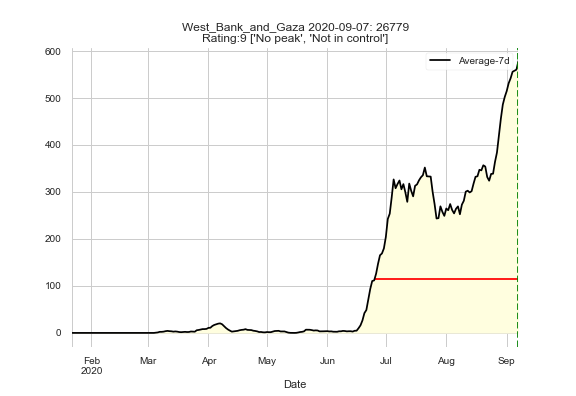 West_Bank_and_Gaza 2020-09-07: 26779
Rating:9 ['No peak', 'Not in control']
Average-7d
600
500
400
300
200
100
0
Feb Mar Apr May Jun Jul Aug Sep
2020
Date